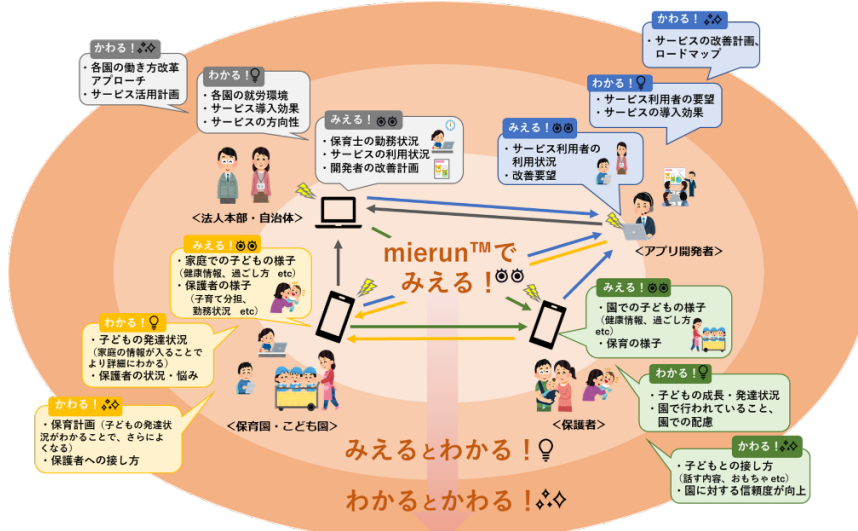 かわる!
・各園の働き方改革
アプローチ
・サービス活用計画
わかる!
・各園の就労環境
・サービス導入効果
・サービスの方向性
みえる!
・保育士の勤務状況
・サービスの利用状況
・開発者の改善計画
<法人本部・自治体>
かわる!
・サービスの改善計画、
ロードマップ
わかる!
・サービス利用者の要望
・サービスの導入効果
みえる!
・サービス利用者の
利用状況
・改善要望
<アプリ開発者>
mierun™で
みえる!
みえる!
・家庭での子どもの様子
(健康情報、過ごし方 etc)
・保護者の様子
(子育て分担、
勤務状況 etc)
わかる!
・子どもの発達状況
(家庭の情報が入ることで
より詳細にわかる)
・保護者の状況・悩み
かわる!
・保育計画(子どもの発達状
況がわかることで、さらによ
くなる)
・保護者への接し方
<保育園・こども園>
みえる!
・園での子どもの様子
(健康情報、過ごし方
etc)
・保育の様子
わかる!
・子どもの成長・発達状況
・園で行われていること、
園での配慮
かわる!
・子どもとの接し方
(話す内容、おもちゃ etc)
・園に対する信頼度が向上
<保護者>
みえるとわかる!
わかるとかわる!